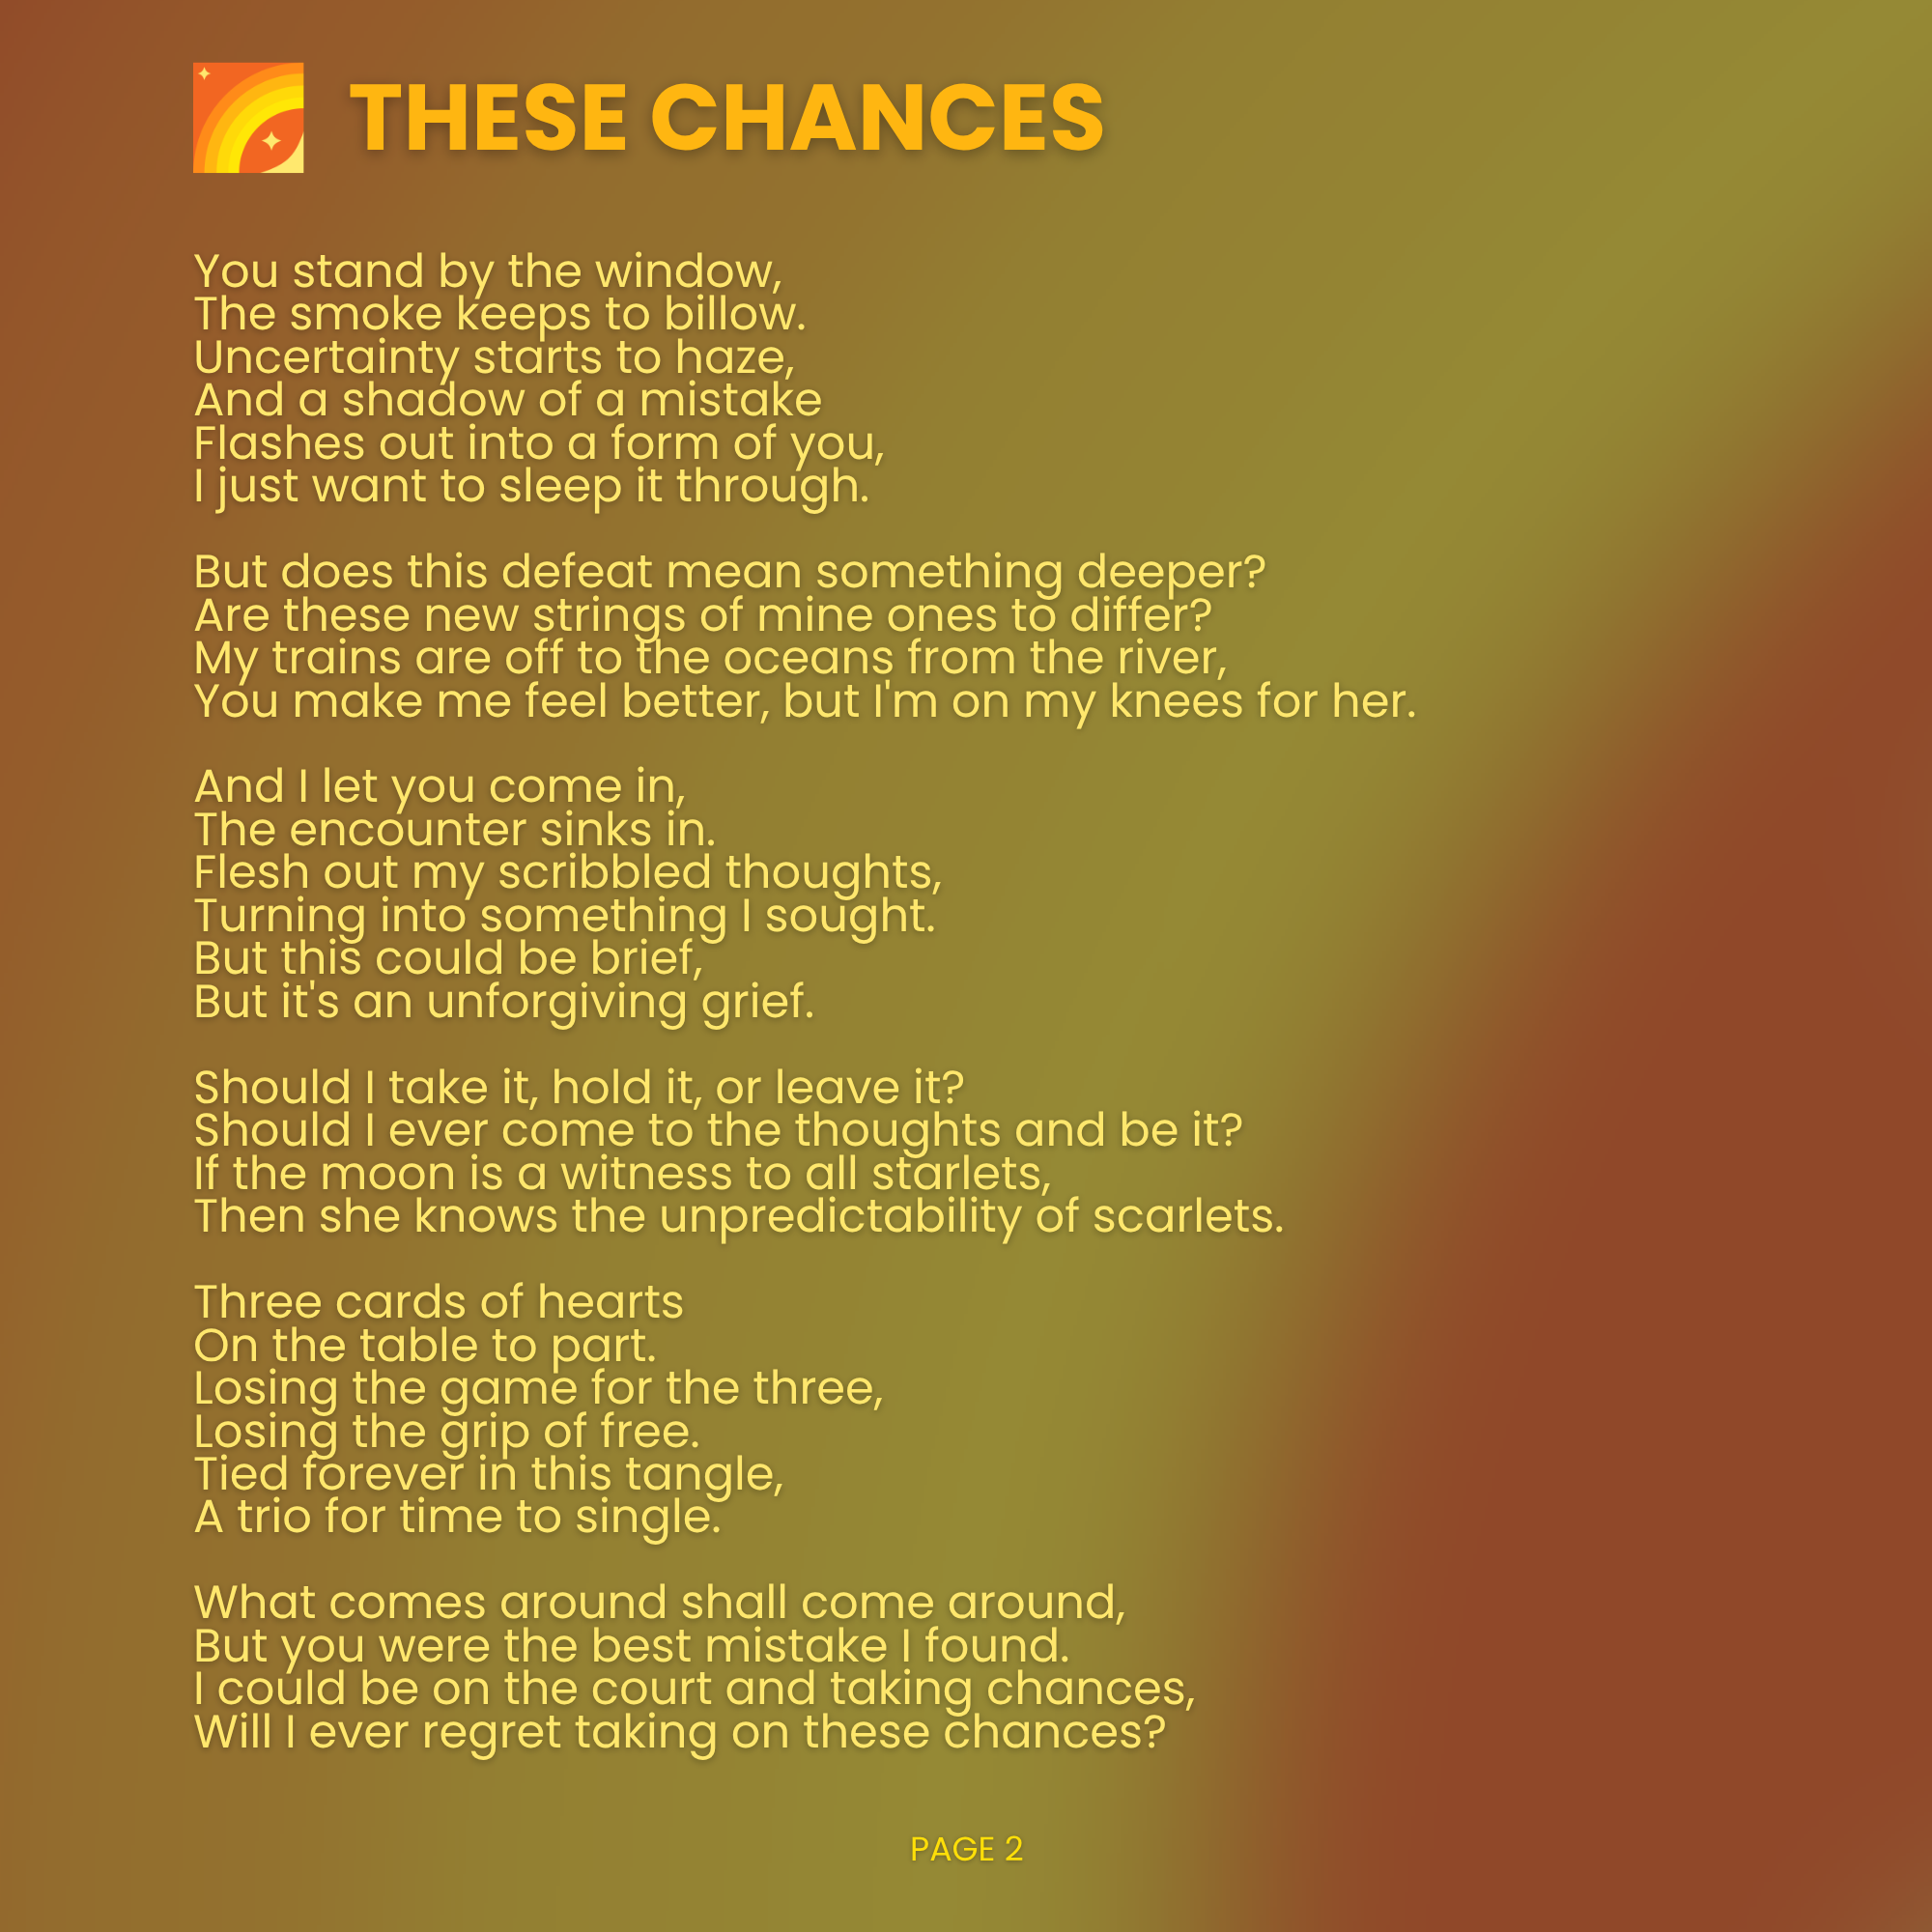 THESE CHANCES
You stand by the window,
The smoke keeps to billow.
Uncertainty starts to haze,
And a shadow of a mistake
Flashes out into a form of you,
I just want to sleep it through.
But does this defeat mean something deeper?
Are these new strings of mine ones to differ?
My trains are off to the oceans from the river,
You make me feel better, but I'm on my knees for her.
And I let you come in,
The encounter sinks in.
Flesh out my scribbled thoughts,
Turning into something I sought.
But this could be brief,
But it's an unforgiving grief.
Should I take it, hold it, or leave it?
Should I ever come to the thoughts and be it?
If the moon is a witness to all starlets,
Then she knows the unpredictability of scarlets.
Three cards of hearts
On the table to part.
Losing the game for the three,
Losing the grip of free.
Tied forever in this tangle,
A trio for time to single.
What comes around shall come around,
But you were the best mistake I found.
I could be on the court and taking chances,
Will I ever regret taking on these chances?
PAGE 2